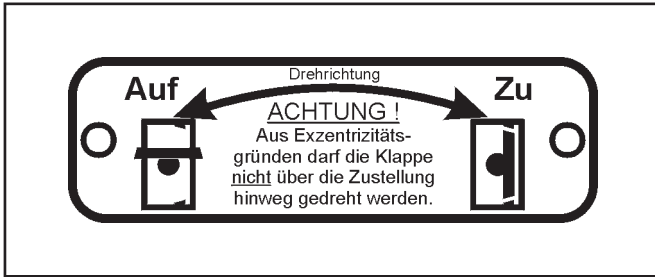 Drehrichtung
Auf
Zu
ACHTUNG !
Aus Exzentrizitäts-
gründen darf die Klappe
nicht über die Zustellung
hinweg gedreht werden.